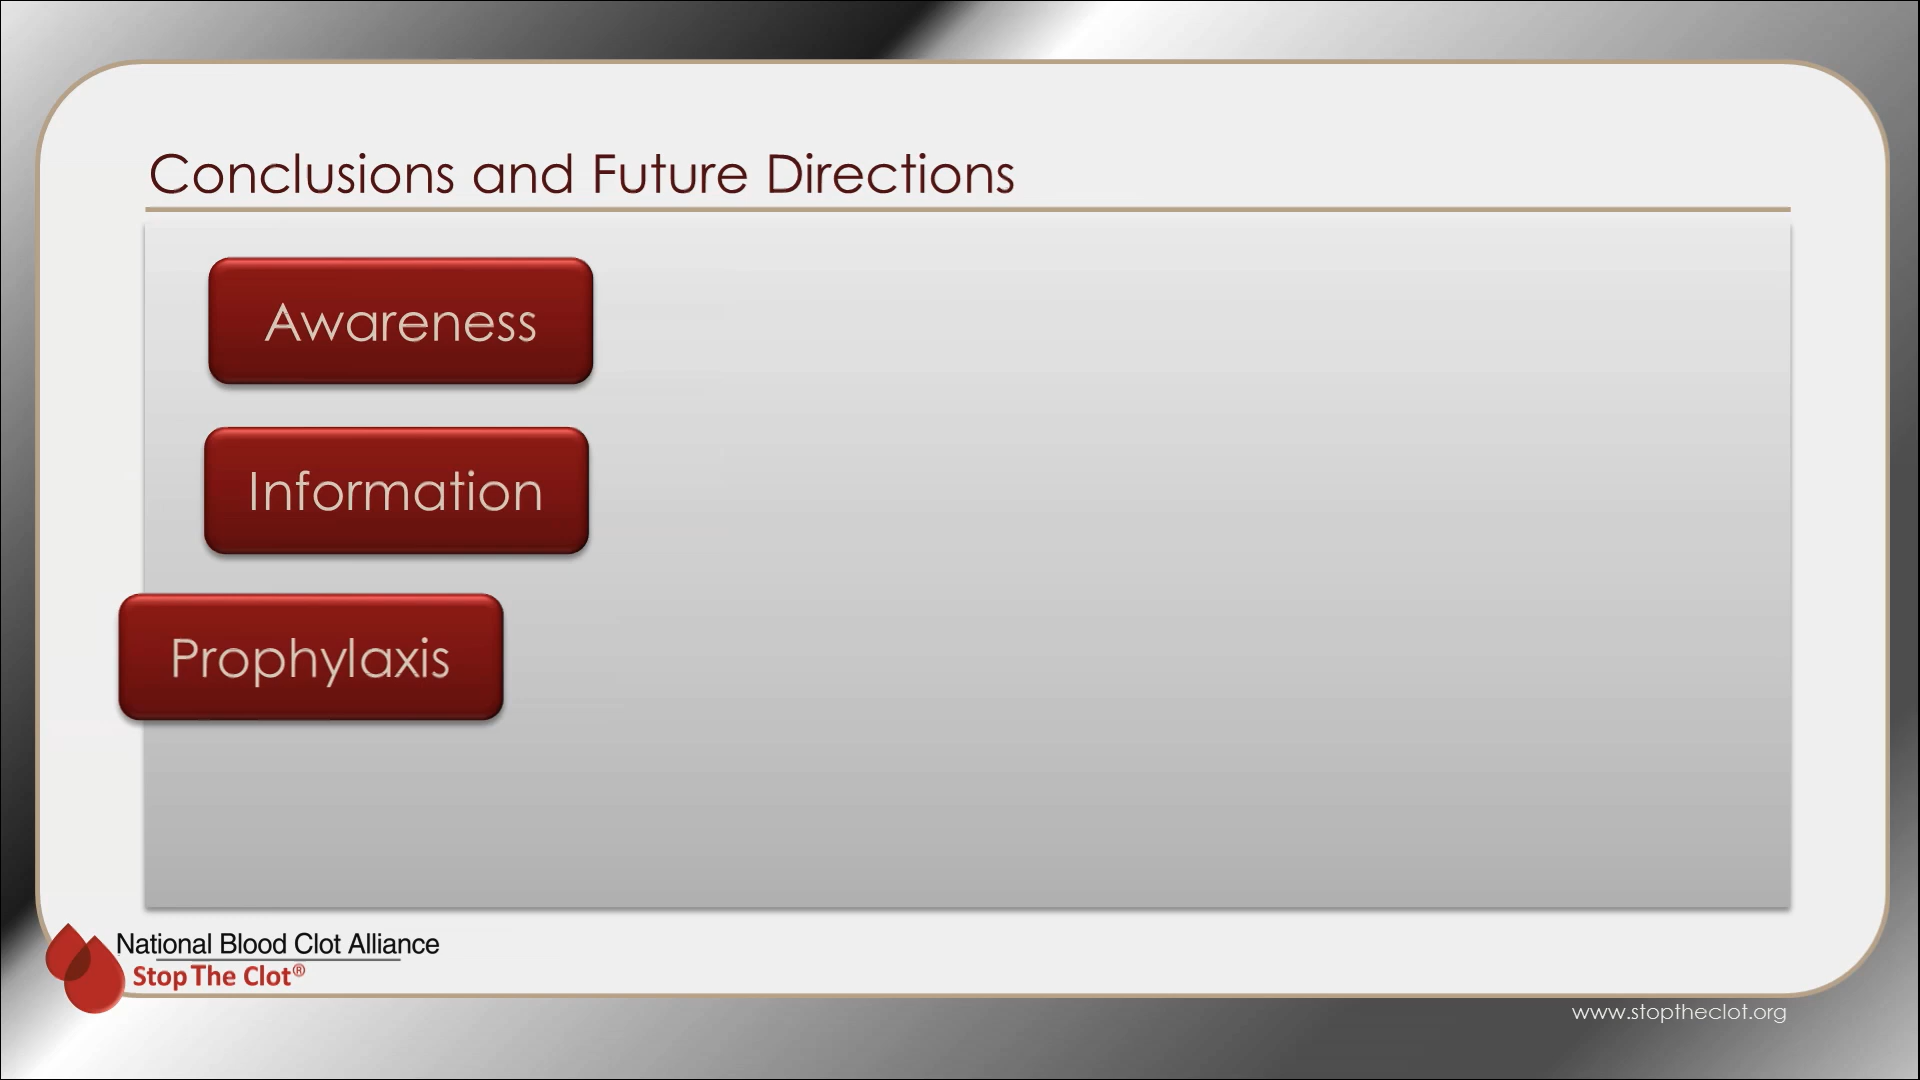 Conclusions and Future Directions
Awareness
Information
Prophylaxis
National Blood Clot Alliance
Stop The Clot®
www.stoptheclot.org